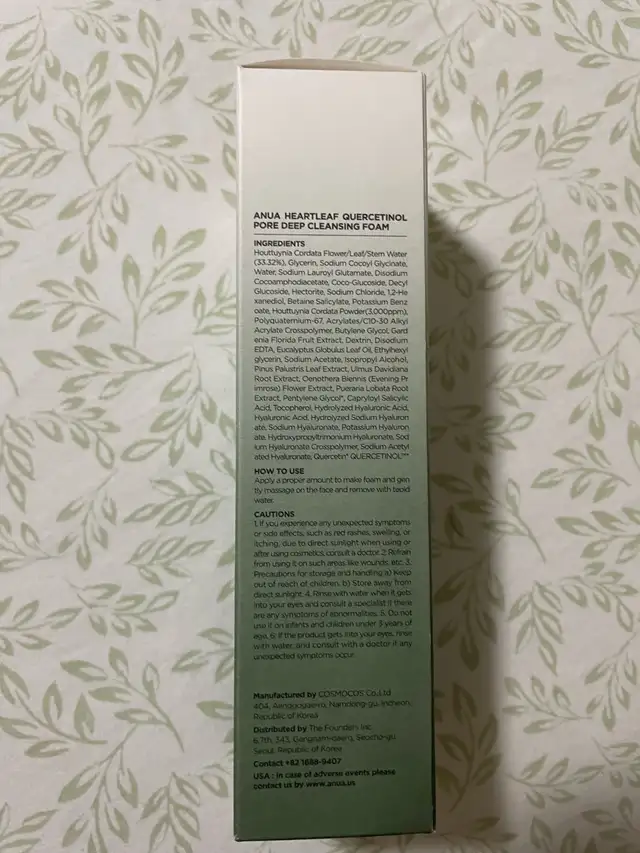 ANUA HEARTLEAF QUERCETINOL
PORE DEEP CLEANSING FOAM
INGREDIENTS
Houttuynia Cordata Flower/Leaf/Stem Water
(33.32%), Glycerin, Sodium Cocoyl Glycinate,
Water, Sodium Lauroyl Glutamate, Disodium
Cocoamphodiacetate, Coco-Glucoside, Decyl
Glucoside, Hectorite, Sodium Chloride, 1,2-He
xanediol, Betaine Salicylate, Potassium Benz
oate, Houttuynia Cordata Powder(3,000ppm),
Polyquaternium-67, Acrylates/C10-30 Alkyl
Acrylate Crosspolymer, Butylene Glycol, Gard
enia Florida Fruit Extract, Dextrin, Disodium
EDTA, Eucalyptus Globulus Leaf Oil, Ethylhexyl
glycerin, Sodium Acetate, Isopropyl Alcohol,
Pinus Palustris Leaf Extract, Ulmus Davidiana
Root Extract, Oenothera Biennis (Evening Pr
imrose) Flower Extract, Pueraria Lobata Root
Extract, Pentylene Glycol*, Capryloyl Salicylic
Acid, Tocopherol, Hydrolyzed Hyaluronic Acid,
Hyaluronic Acid, Hydrolyzed Sodium Hyaluron
ate, Sodium Hyaluronate, Potassium Hyaluron
ate, Hydroxypropyltrimonium Hyaluronate, Sod
ium Hyaluronate Crosspolymer, Sodium Acetyl
ated Hyaluronate, Quercetin* QUERCETINOL™*
HOW TO USE
Apply a proper amount to make foam and gen
tly massage on the face and remove with tepid
water.
CAUTIONS
1. If you experience any unexpected symptoms
or side effects, such as red rashes, swelling, or
itching, due to direct sunlight when using or
after using cosmetics, consult a doctor. 2. Refrain
from using it on such areas like wounds, etc. 3.
Precautions for storage and handling a) Keep
out of reach of children. b) Store away from
direct sunlight. 4. Rinse with water when it gets
into your eyes and consult a specialist if there
are any symptoms of abnormalities. 5. Do not
use it on infants and children under 3 years of
age. 6. If the product gets into your eyes, rinse
with water, and consult with a doctor if any
unexpected symptoms occur.
Manufactured by COSMOCOS Co.,Ltd
404, Aenggogae-ro, Namdong-gu, Incheon,
Republic of Korea
Distributed by The Founders Inc.
6,7th, 343, Gangnam-daero, Seocho-gu,
Seoul, Republic of Korea
Contact +82 1688-9407
USA : in case of adverse events please
contact us by www.anua.us